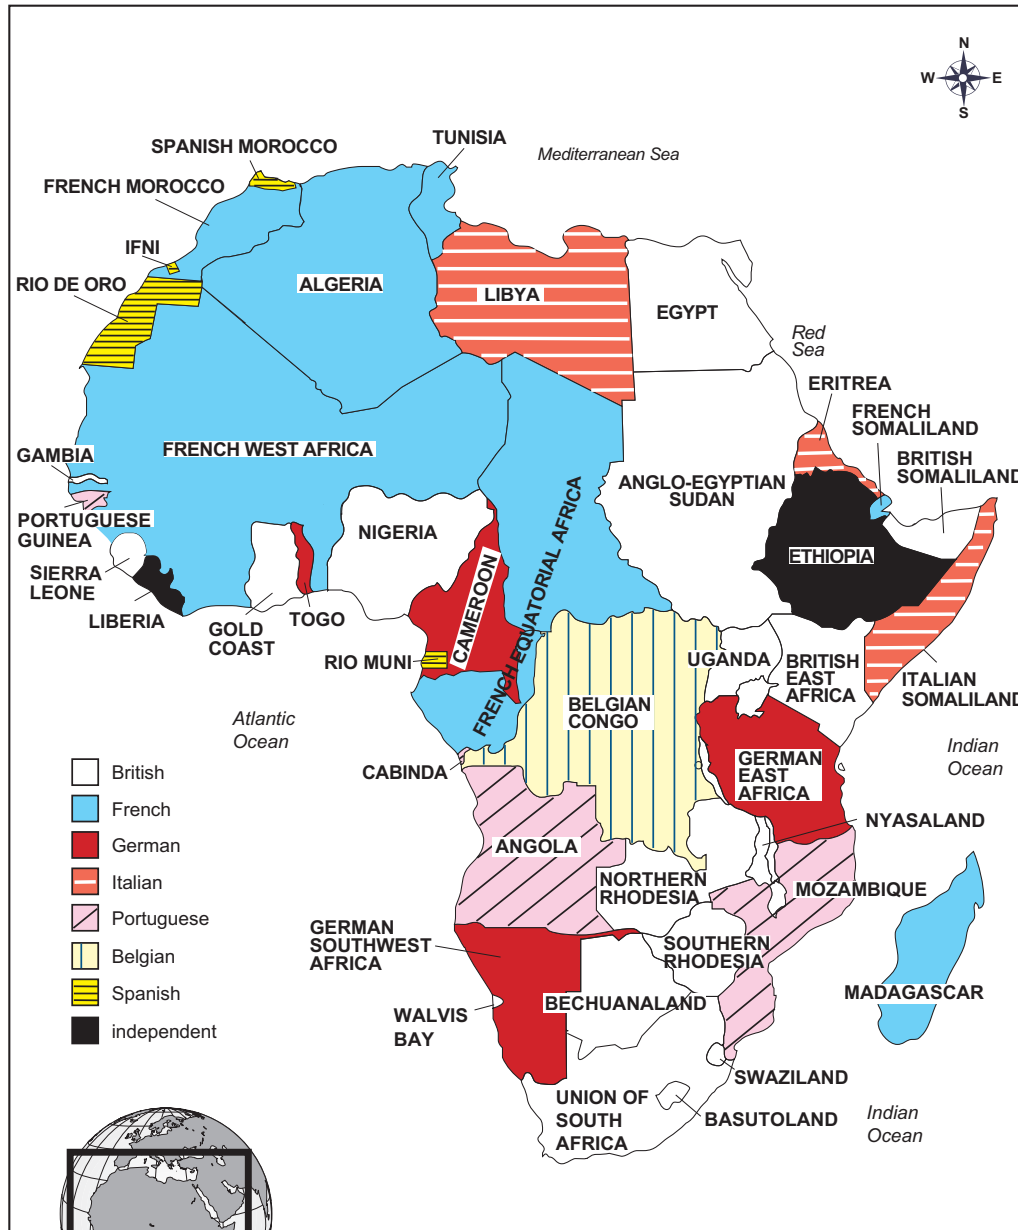 N
W
E
S
SPANISH MOROCCO
TUNISIA
Mediterranean Sea
FRENCH MOROCCO
IFNI
RIO DE ORO
ALGERIA
LIBYA
EGYPT
Red
Sea
ERITREA
FRENCH
SOMALILAND
BRITISH
SOMALILAND
GAMBIA
FRENCH WEST AFRICA
ANGLO-EGYPTIAN
SUDAN
PORTUGUESE
GUINEA
NIGERIA
FRENCH EQUATORIAL AFRICA
ETHIOPIA
SIERRA
LEONE
LIBERIA
GOLD
COAST
TOGO
CAMEROON
RIO MUNI
UGANDA
BRITISH
EAST
AFRICA
ITALIAN
SOMALILAND
BELGIAN
CONGO
Atlantic
Ocean
Indian
Ocean
CABINDA
GERMAN
EAST
AFRICA
NYASALAND
ANGOLA
NORTHERN
RHODESIA
MOZAMBIQUE
GERMAN
SOUTHWEST
AFRICA
SOUTHERN
RHODESIA
MADAGASCAR
WALVIS
BAY
BECHUANALAND
SWAZILAND
UNION OF
SOUTH
AFRICA
BASUTOLAND
Indian
Ocean
British
French
German
Italian
Portuguese
Belgian
Spanish
independent